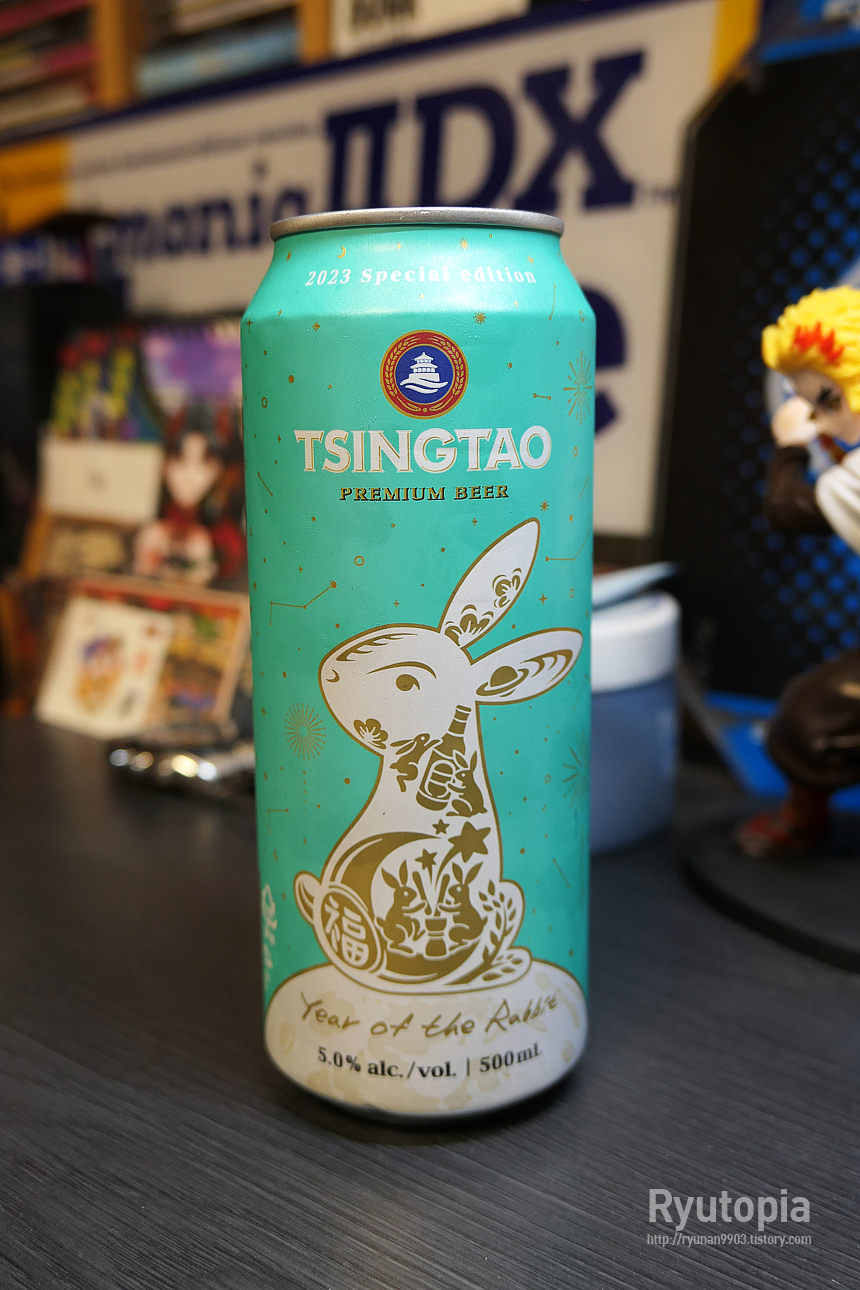 IIDX
mania
2023 Special edition
TSINGTAO
PREMIUM BEER
福
Year of the Rabbit
5.0% alc./vol. | 500mL
Ryutopia
http://ryunan9903.tistory.com